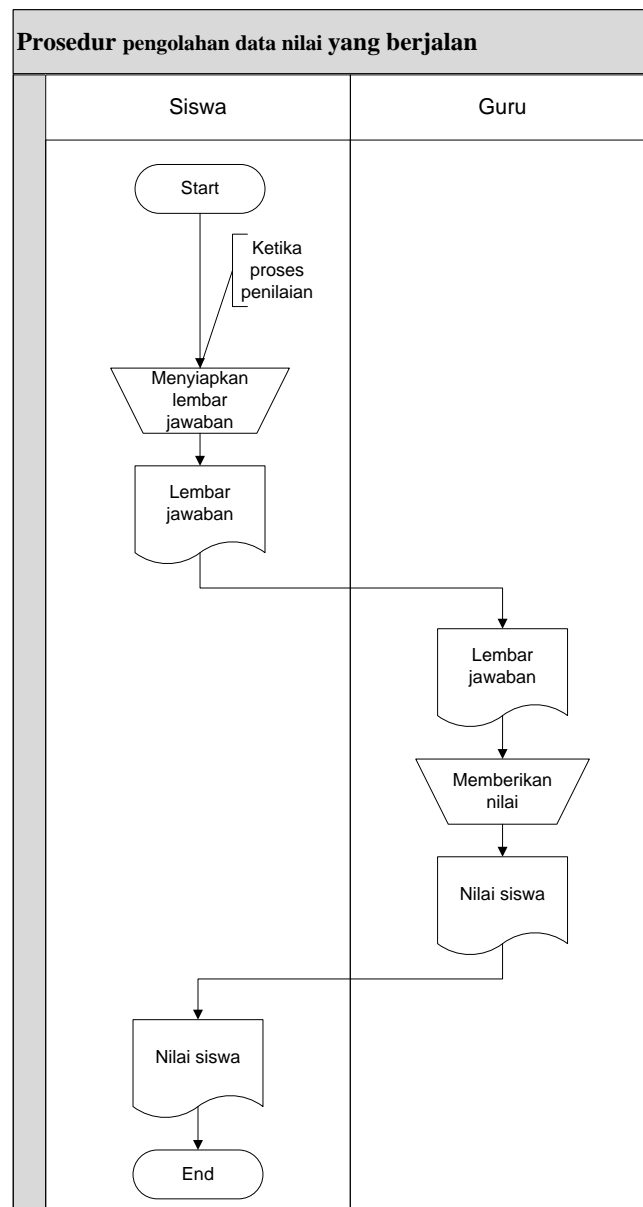 Prosedur pengolahan data nilai yang berjalan
Siswa
Guru
Start
Ketika
proses
penilaian
Menyiapkan
lembar
jawaban
Lembar
jawaban
Lembar
jawaban
Memberikan
nilai
Nilai siswa
Nilai siswa
End